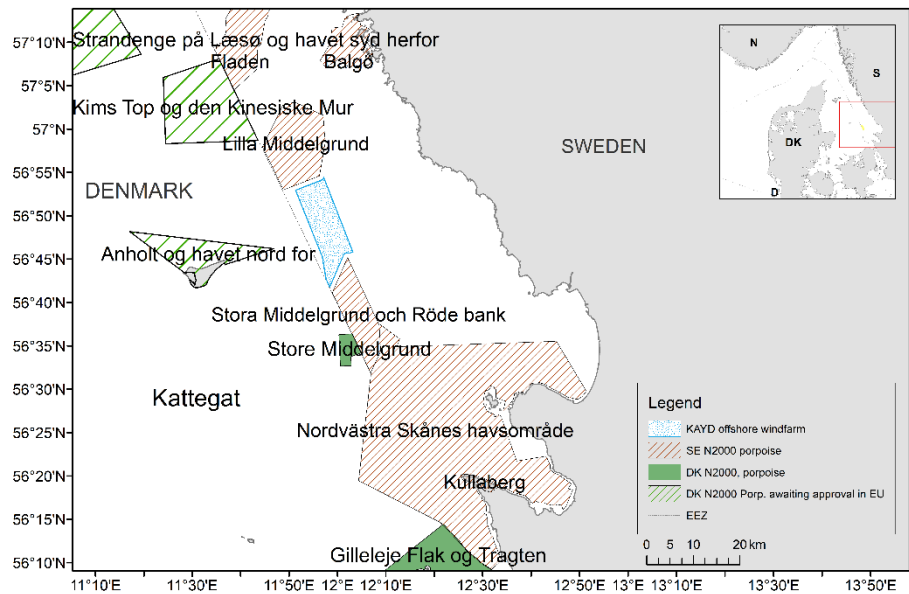 57°10'
57°5'
57°
56°55'
56°50'
56°45'
56°40'
56°35'
56°30'
56°25'
56°20'
56°15'
56°10'
Strandenge på Læsø og havet syd herfor
Fladen
Balgö
Kims Top og den Kinesiske Mur
Lilla Middelgrund
SWEDEN
DENMARK
Anholt og havet nord for
Stora Middelgrund och Röde bank
Store Middelgrund
Kattegat
Nordvästra Skånes havsområde
Kullaberg
Gilleleje Flak og Tragten
N
S
DK
D
Legend
KAYD offshore windfarm
SE N2000 porpoise
DK N2000, porpoise
DK N2000 Porp. awaiting approval in EU
EEZ
0 5 10 20 km
11°10'E 11°30'E 11°50'E 12°E 12°10'E 12°30'E 12°50'E 13°E 13°10'E 13°30'E 13°50'E